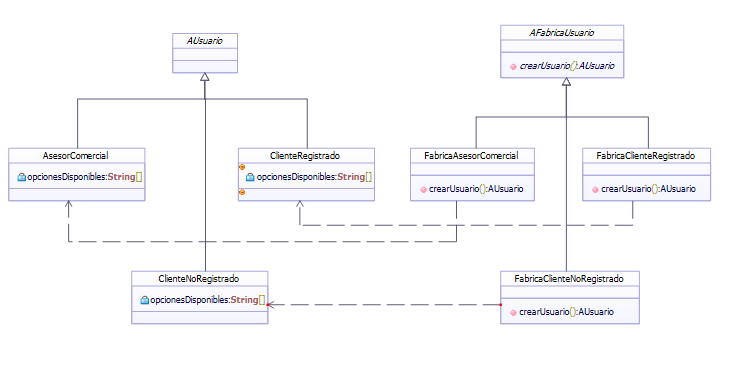 AUsuario
AFabricaUsuario
crearUsuario():AUsuario
AsesorComercial
opcionesDisponibles:String[]
ClienteRegistrado
opcionesDisponibles:String[]
FabricaAsesorComercial
crearUsuario():AUsuario
FabricaClienteRegistrado
crearUsuario():AUsuario
ClienteNoRegistrado
opcionesDisponibles:String[]
FabricaClienteNoRegistrado
crearUsuario():AUsuario